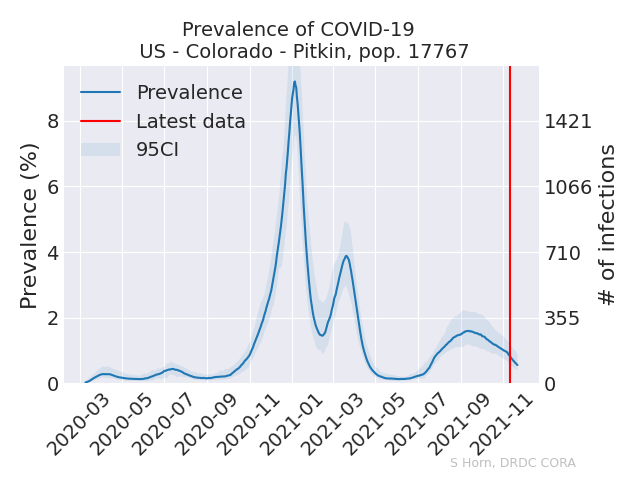 Prevalence of COVID-19
US - Colorado - Pitkin, pop. 17767
Prevalence
Latest data
95CI
Prevalence (%)
8
6
4
2
0
1421
1066
710
355
0
# of infections
2020-03
2020-05
2020-07
2020-09
2020-11
2021-01
2021-03
2021-05
2021-07
2021-09
2021-11
S Horn, DRDC CORA